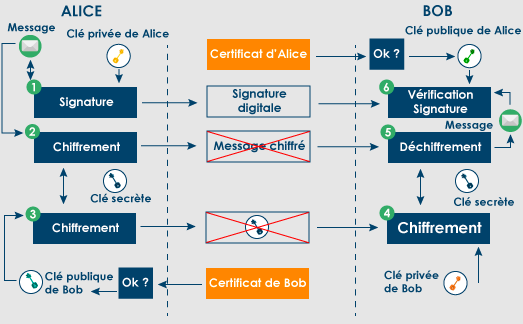 ALICE
BOB
Message
Clé privée de Alice
Certificat d'Alice
Ok ?
Clé publique de Alice
1
Signature
Signature
digitale
6
Vérification
Signature
2
Chiffrement
Message chiffré
5
Déchiffrement
Message
Clé secrète
Clé secrète
3
Chiffrement
4
Chiffrement
Clé publique
de Bob
Ok ?
Certificat de Bob
Clé privée
de Bob